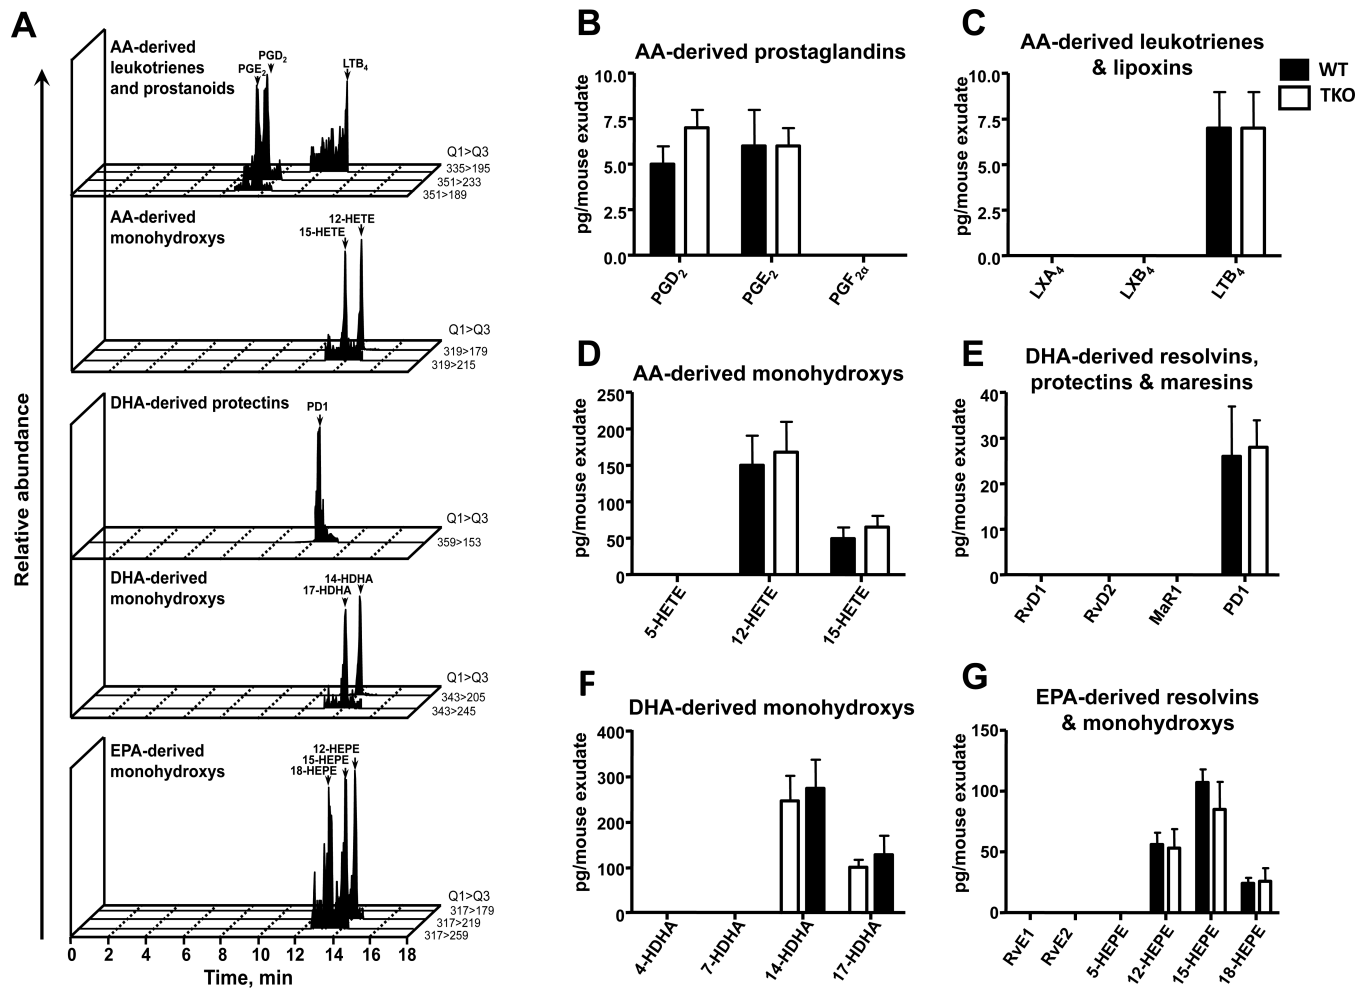 A
AA-derived
leukotrienes
and prostanoids
PGE2
PGD2
LTB4
Q1>Q3
335>195
351>233
351>189
AA-derived
monohydroxys
15-HETE
12-HETE
Q1>Q3
319>179
319>215
DHA-derived protectins
PD1
Q1>Q3
359>153
DHA-derived
monohydroxys
14-HDHA
17-HDHA
Q1>Q3
343>205
343>245
EPA-derived
monohydroxys
12-HEPE
15-HEPE
18-HEPE
Q1>Q3
317>179
317>219
317>259
0 2 4 6 8 10 12 14 16 18
Time, min
Relative abundance
B
AA-derived prostaglandins
pg/mouse exudate
10.0
7.5
5.0
2.5
0.0
PGD2
PGE2
PGF2α
C
AA-derived leukotrienes
& lipoxins
WT
TKO
pg/mouse exudate
10.0
7.5
5.0
2.5
0.0
LXA4
LXB4
LTB4
D
AA-derived monohydroxys
pg/mouse exudate
250
200
150
100
50
0
5-HETE
12-HETE
15-HETE
E
DHA-derived resolvins,
protectins & maresins
pg/mouse exudate
40
30
20
10
0
RvD1
RvD2
MaR1
PD1
F
DHA-derived monohydroxys
pg/mouse exudate
400
300
200
100
0
4-HDHA
7-HDHA
14-HDHA
17-HDHA
G
EPA-derived resolvins
& monohydroxys
pg/mouse exudate
150
100
50
0
RvE1
RvE2
5-HEPE
12-HEPE
15-HEPE
18-HEPE